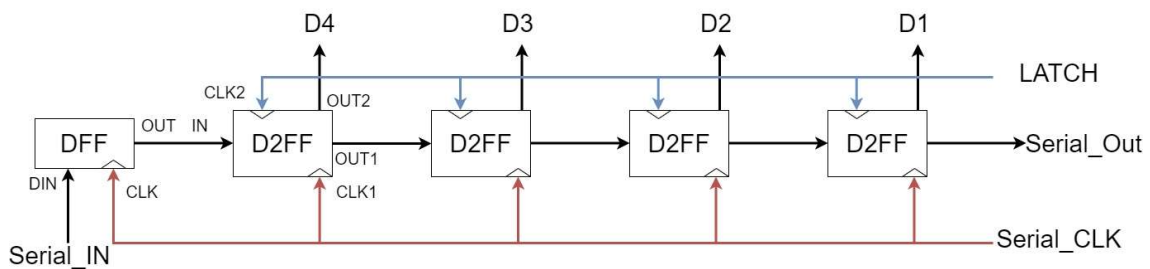 D4 D3 D2 D1
LATCH
CLK2
OUT2
OUT IN
DFF D2FF D2FF D2FF D2FF
Serial_Out
OUT1
DIN
CLK
CLK1
Serial_IN
Serial_CLK